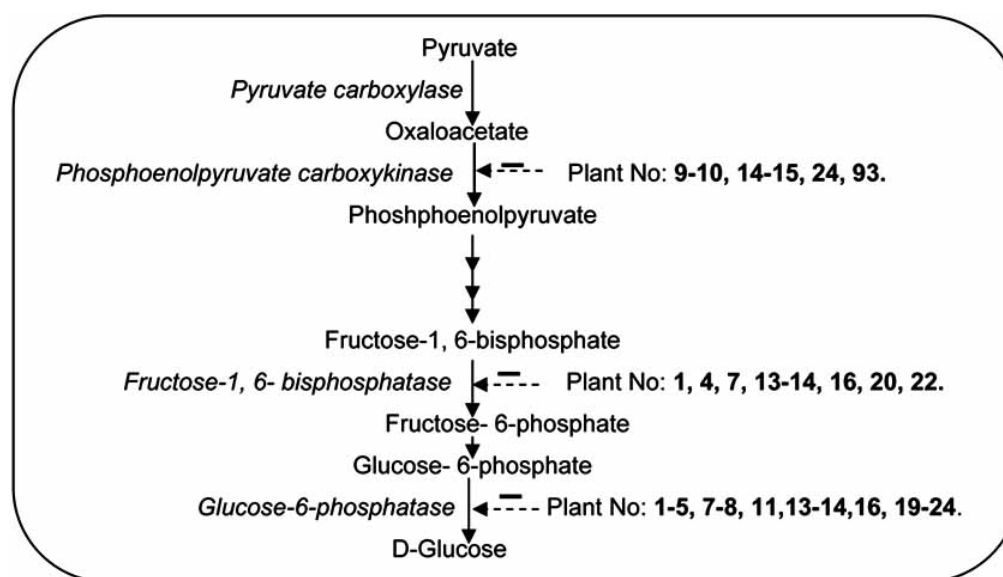 Pyruvate
Pyruvate carboxylase
Oxaloacetate
Phosphoenolpyruvate carboxykinase
Plant No: 9-10, 14-15, 24, 93.
Phoshphoenolpyruvate
Fructose-1, 6-bisphosphate
Fructose-1, 6- bisphosphatase
Plant No: 1, 4, 7, 13-14, 16, 20, 22.
Fructose- 6-phosphate
Glucose- 6-phosphate
Glucose-6-phosphatase
Plant No: 1-5, 7-8, 11,13-14,16, 19-24.
D-Glucose